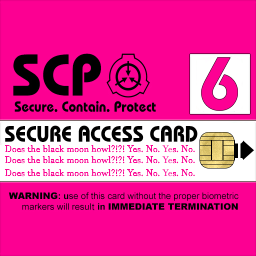 SCP
6
Secure. Contain. Protect
SECURE ACCESS CARD
Does the black moon howl?!?! Yes. No. Yes. No.
Does the black moon howl?!?! Yes. No. Yes. No.
Does the black moon howl?!?! Yes. No. Yes. No.
WARNING: use of this card without the proper biometric
markers will result in IMMEDIATE TERMINATION